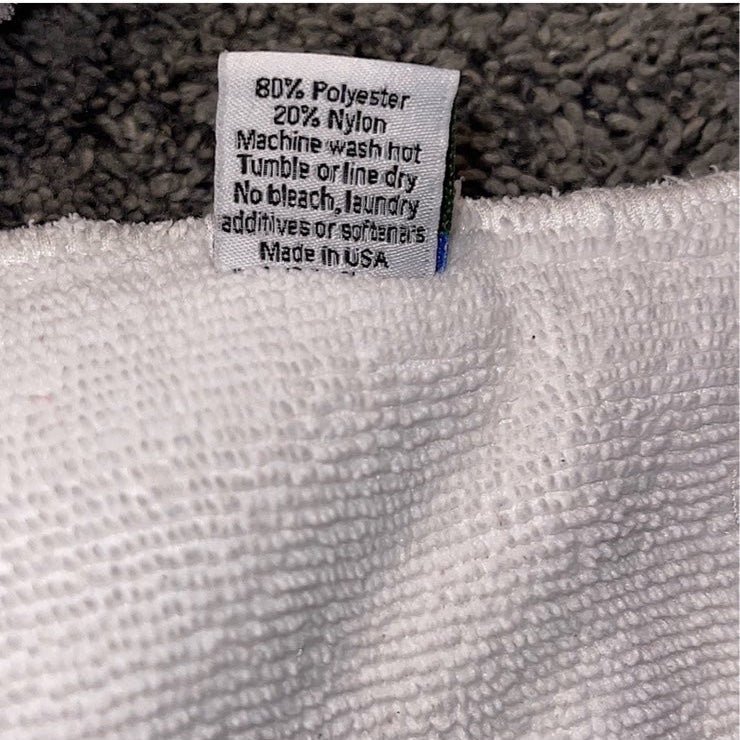 80% Polyester
20% Nylon
Machine wash hot
Tumble or line dry
No bleach, laundry
additives or softeners
Made in USA